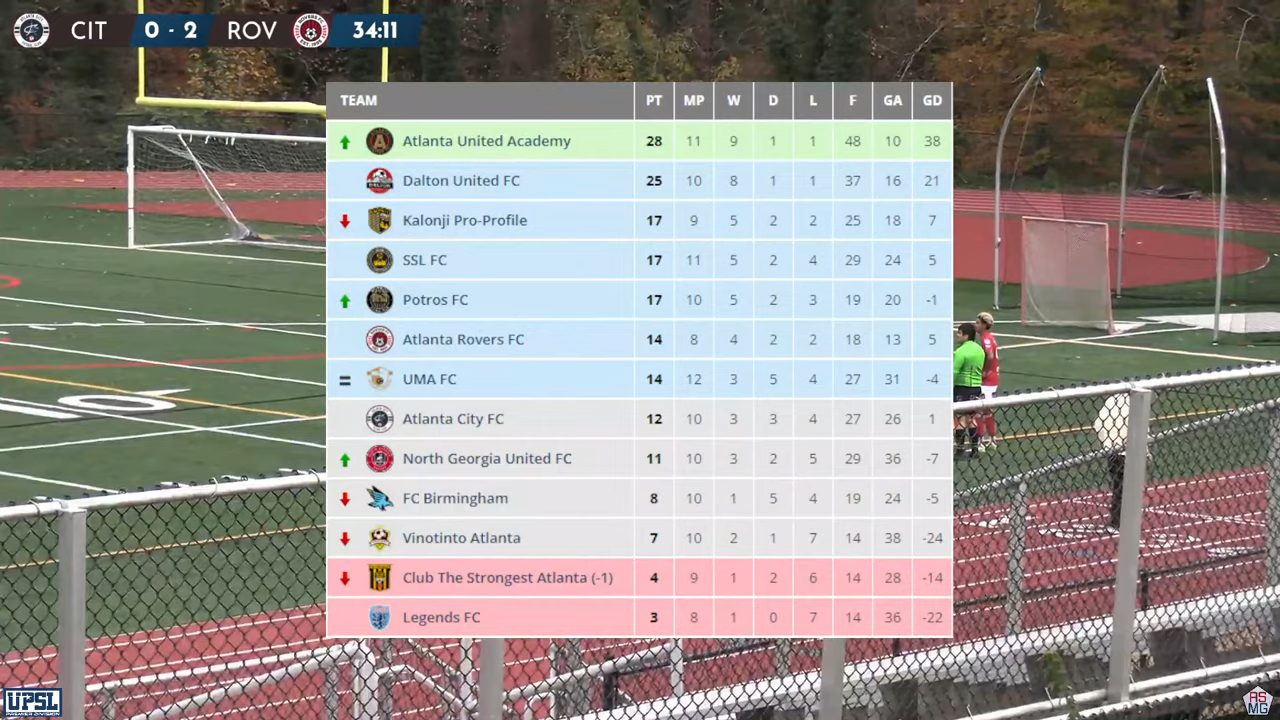 CIT 0 - 2 ROV 34:11
TEAM PT MP W D L F GA GD
Atlanta United Academy 28 11 9 1 1 48 10 38
Dalton United FC 25 10 8 1 1 37 16 21
Kalonji Pro-Profile 17 9 5 2 2 25 18 7
SSL FC 17 11 5 2 4 29 24 5
Potros FC 17 10 5 2 3 19 20 -1
Atlanta Rovers FC 14 8 4 2 2 18 13 5
= UMA FC 14 12 3 5 4 27 31 -4
Atlanta City FC 12 10 3 3 4 27 26 1
North Georgia United FC 11 10 3 2 5 29 36 -7
FC Birmingham 8 10 1 5 4 19 24 -5
Vinotinto Atlanta 7 10 2 1 7 14 38 -24
Club The Strongest Atlanta (-1) 4 9 1 2 6 14 28 -14
Legends FC 3 8 1 0 7 14 36 -22
UPSL
PREMIER DIVISION
RS
MG